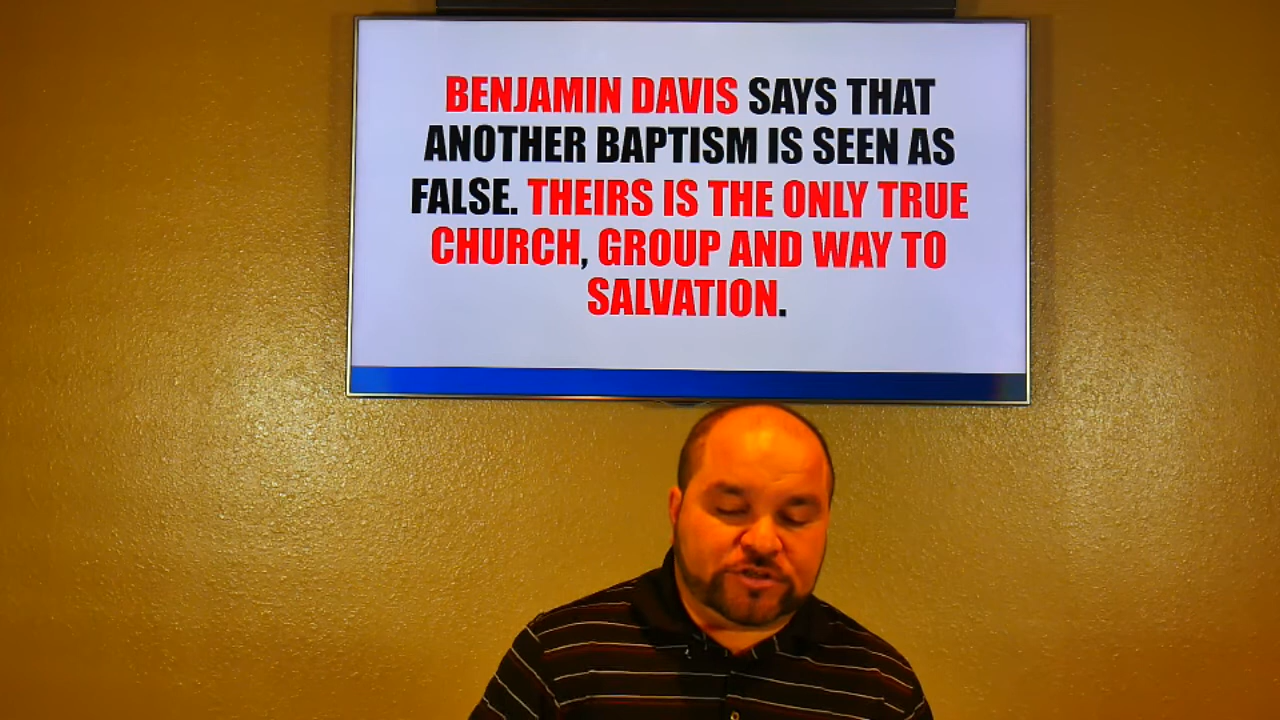 BENJAMIN DAVIS SAYS THAT
ANOTHER BAPTISM IS SEEN AS
FALSE. THEIRS IS THE ONLY TRUE
CHURCH, GROUP AND WAY TO
SALVATION.